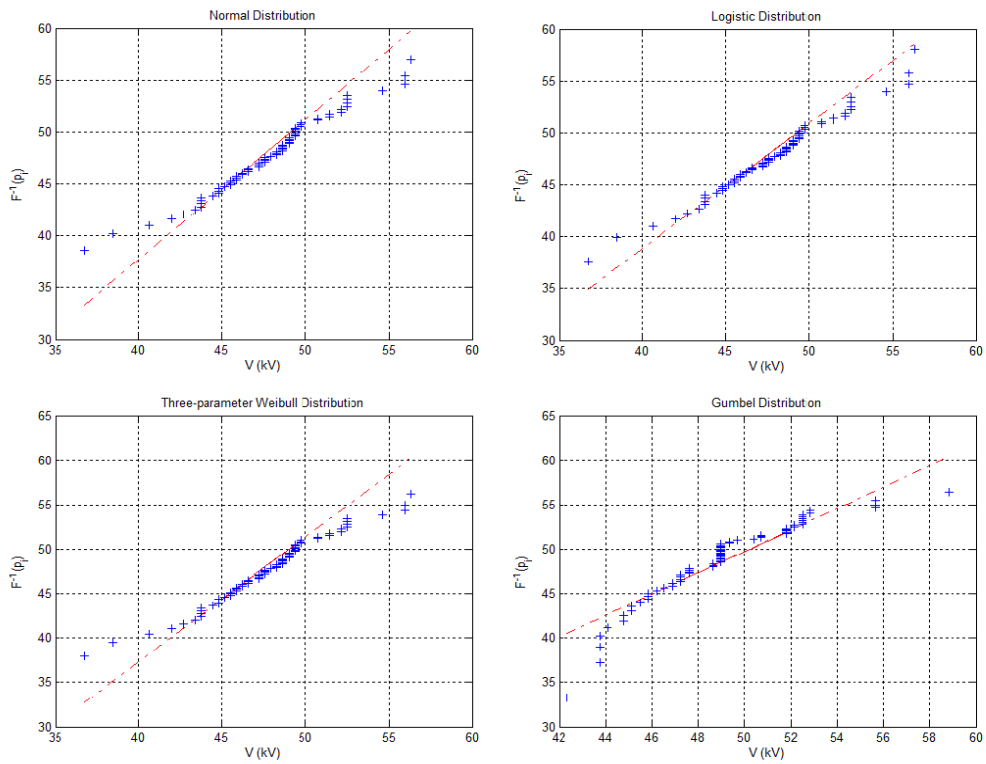 Normal Distribution
60
55
50
45
40
35
30
F⁻¹(pᵢ)
35 40 45 50 55 60
V (kV)
Logistic Distribution
60
55
50
45
40
35
30
F⁻¹(pᵢ)
35 40 45 50 55 60
V (kV)
Three-parameter Weibull Distribution
65
60
55
50
45
40
35
30
F⁻¹(pᵢ)
35 40 45 50 55 60
V (kV)
Gumbel Distribution
65
60
55
50
45
40
35
30
F⁻¹(pᵢ)
42 44 46 48 50 52 54 56 58 60
V (kV)